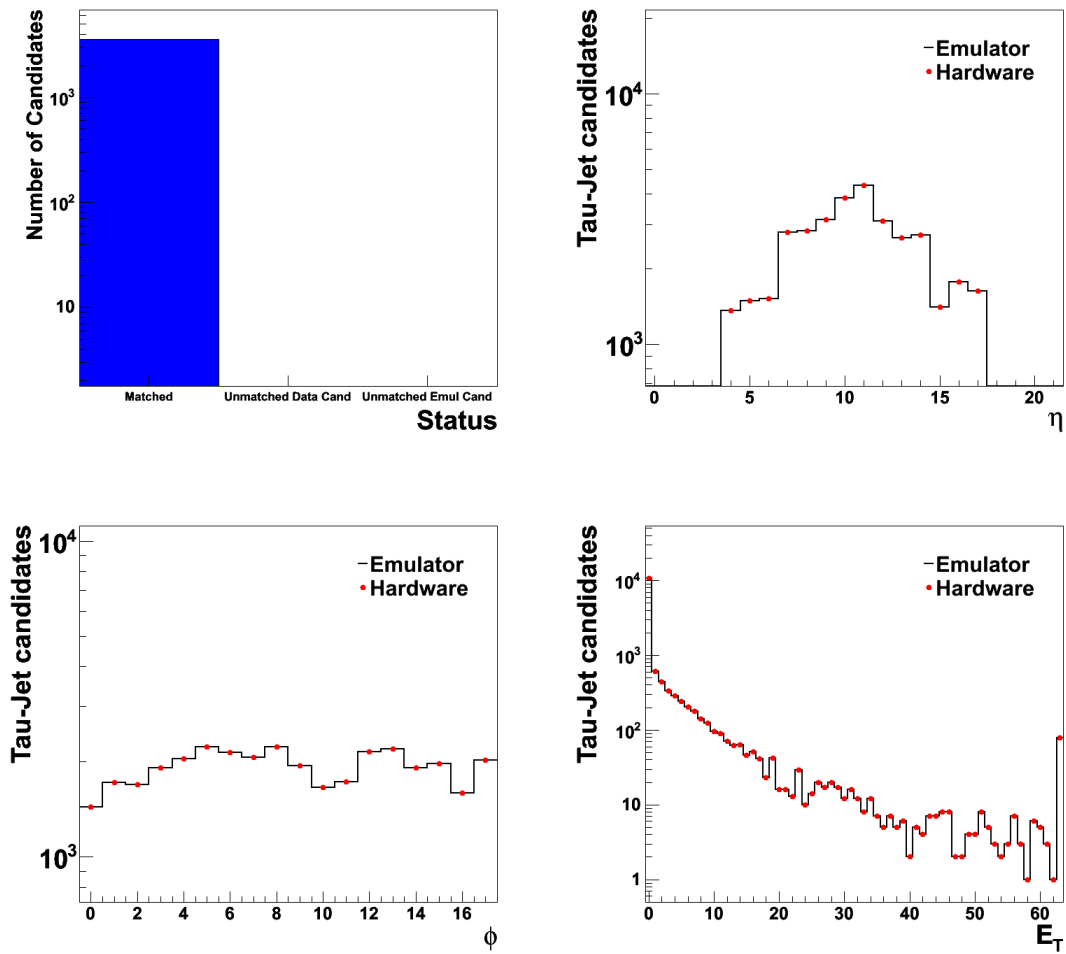 Number of Candidates
10³
10²
10
Matched Unmatched Data Cand Unmatched Emul Cand
Status
Tau-Jet candidates
10⁴
10³
Emulator
Hardware
0 5 10 15 20
η
Tau-Jet candidates
10⁴
10³
Emulator
Hardware
0 2 4 6 8 10 12 14 16
ϕ
Tau-Jet candidates
10⁴
10³
10²
10
1
Emulator
Hardware
0 10 20 30 40 50 60
E_T